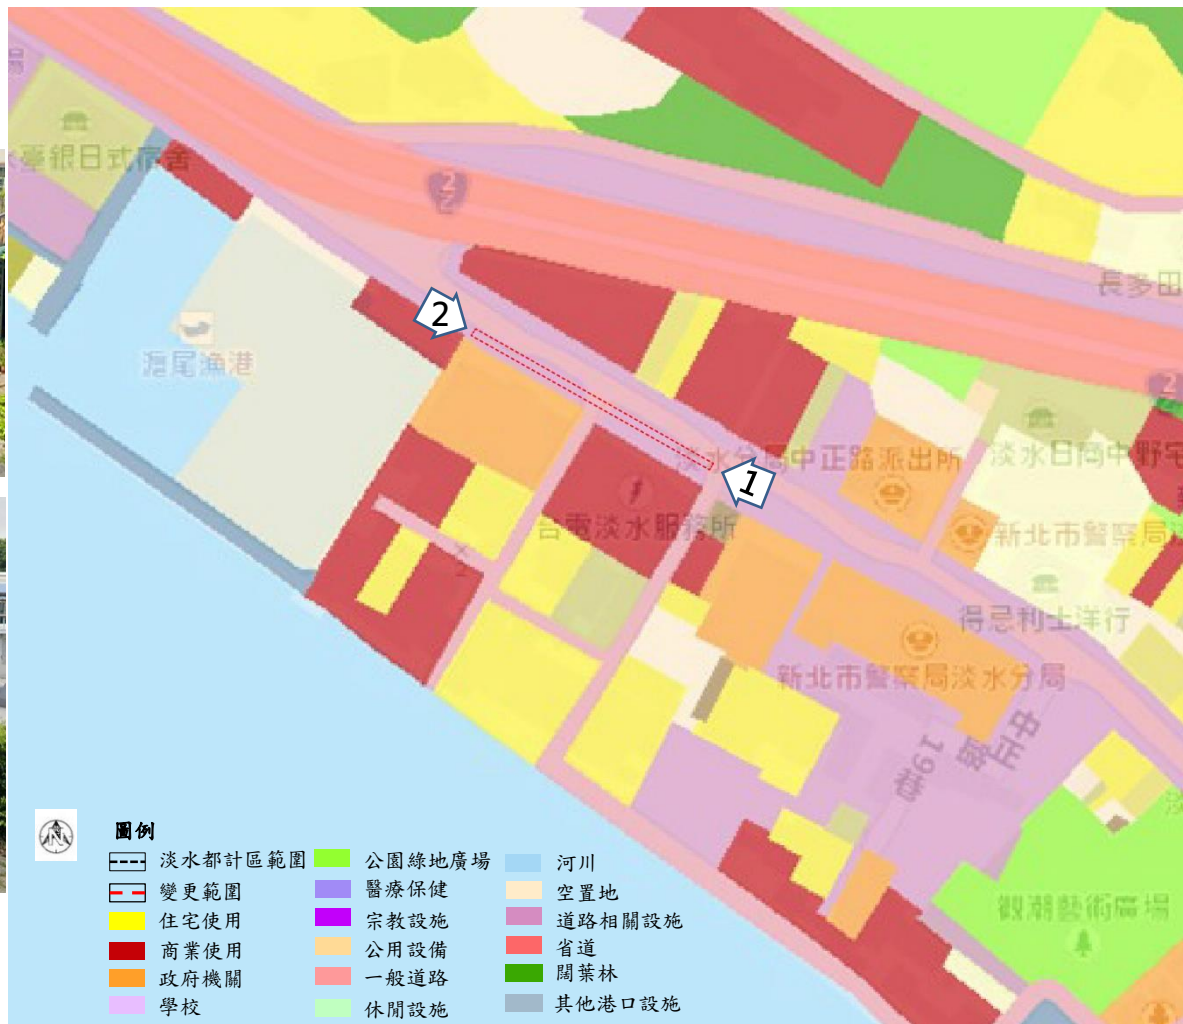 場
臺銀日式宿舍
2
乙
長多田
2
滬尾漁港
2
淡水分局中正路派出所
淡水日商中野宅
1
台電淡水服務所
新北市警察局
得忌利士洋行
新北市警察局淡水分局
中正路
19巷
觀潮藝術廣場
淡
N
圖例
淡水都計區範圍
變更範圍
住宅使用
商業使用
政府機關
學校
公園綠地廣場
醫療保健
宗教設施
公用設備
一般道路
休閒設施
河川
空置地
道路相關設施
省道
闊葉林
其他港口設施